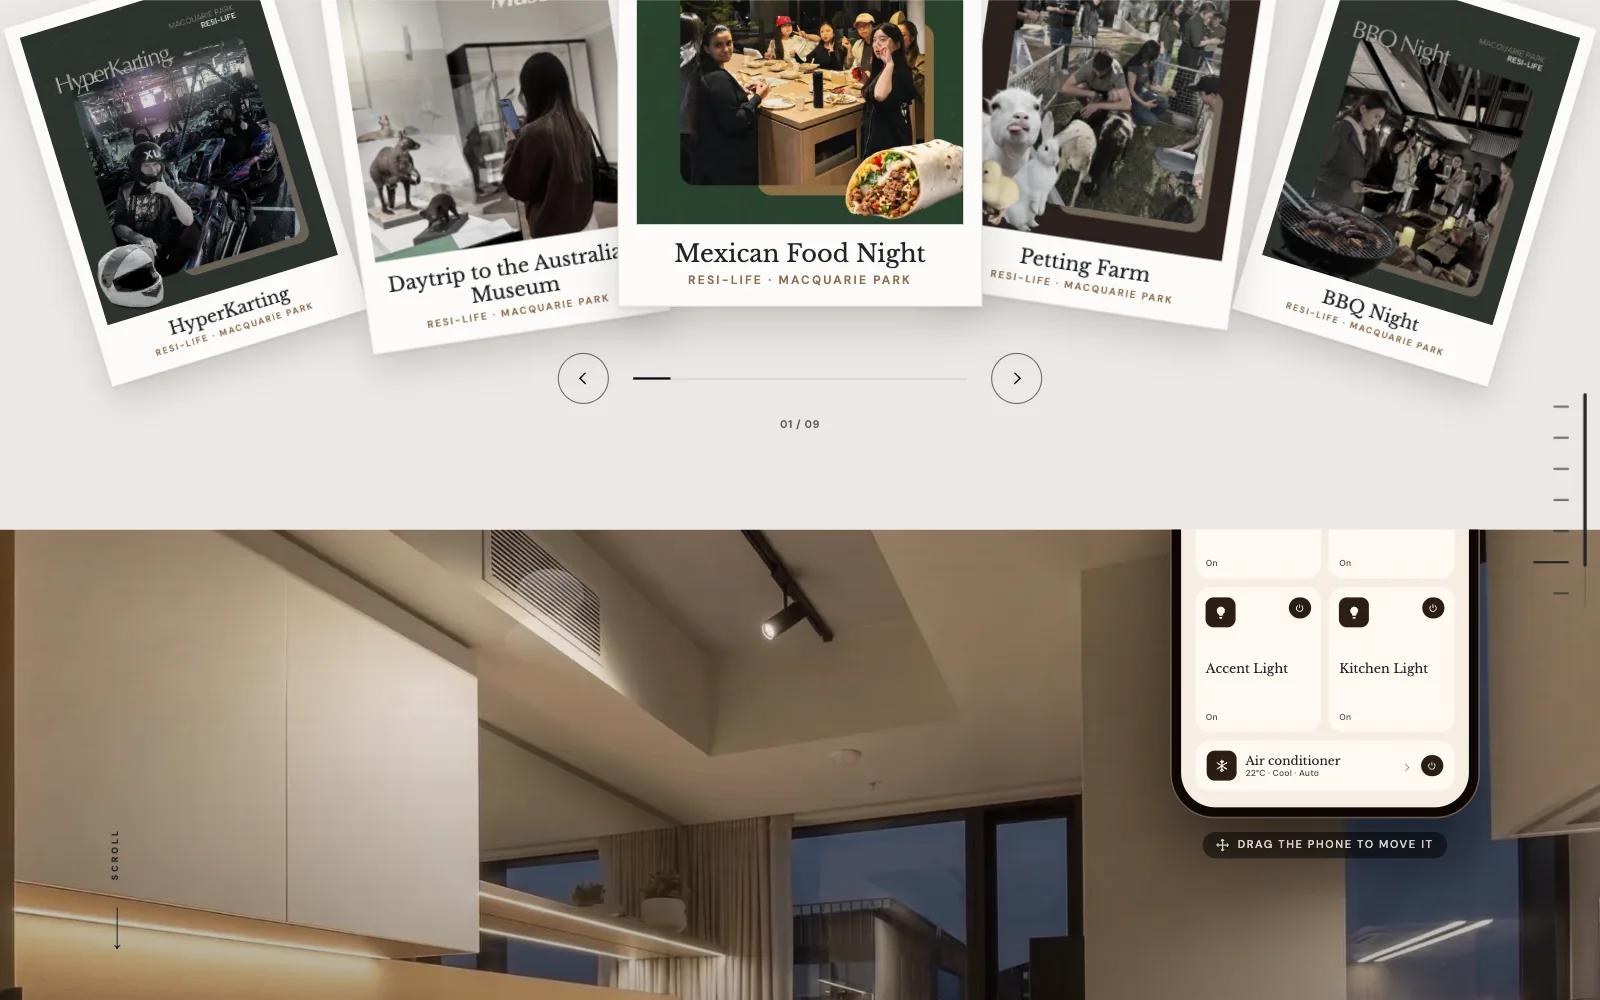 MACQUARIE PARK
RESI-LIFE
HyperKarting
XU
HyperKarting
RESI-LIFE · MACQUARIE PARK
Daytrip to the Australia
Museum
RESI-LIFE · MACQUARIE PARK
Mexican Food Night
RESI-LIFE · MACQUARIE PARK
Petting Farm
RESI-LIFE · MACQUARIE PARK
BBQ Night
MACQUARIE PARK
RESI-LIFE
BBQ Night
RESI-LIFE · MACQUARIE PARK
01 / 09
On
On
Accent Light
Kitchen Light
On
On
Air conditioner
22°C · Cool · Auto
DRAG THE PHONE TO MOVE IT
SCROLL